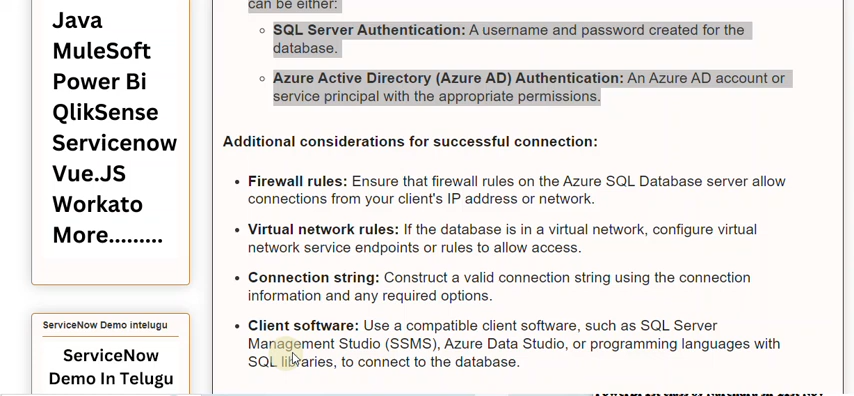 Java
MuleSoft
Power Bi
QlikSense
Servicenow
Vue.JS
Workato
More.........
ServiceNow Demo intelugu
ServiceNow
Demo In Telugu
can be either:
SQL Server Authentication: A username and password created for the
database.
Azure Active Directory (Azure AD) Authentication: An Azure AD account or
service principal with the appropriate permissions.
Additional considerations for successful connection:
Firewall rules: Ensure that firewall rules on the Azure SQL Database server allow
connections from your client's IP address or network.
Virtual network rules: If the database is in a virtual network, configure virtual
network service endpoints or rules to allow access.
Connection string: Construct a valid connection string using the connection
information and any required options.
Client software: Use a compatible client software, such as SQL Server
Management Studio (SSMS), Azure Data Studio, or programming languages with
SQL libraries, to connect to the database.